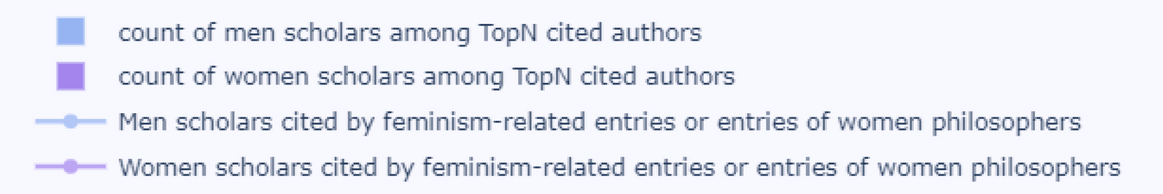 count of men scholars among TopN cited authors
count of women scholars among TopN cited authors
Men scholars cited by feminism-related entries or entries of women philosophers
Women scholars cited by feminism-related entries or entries of women philosophers